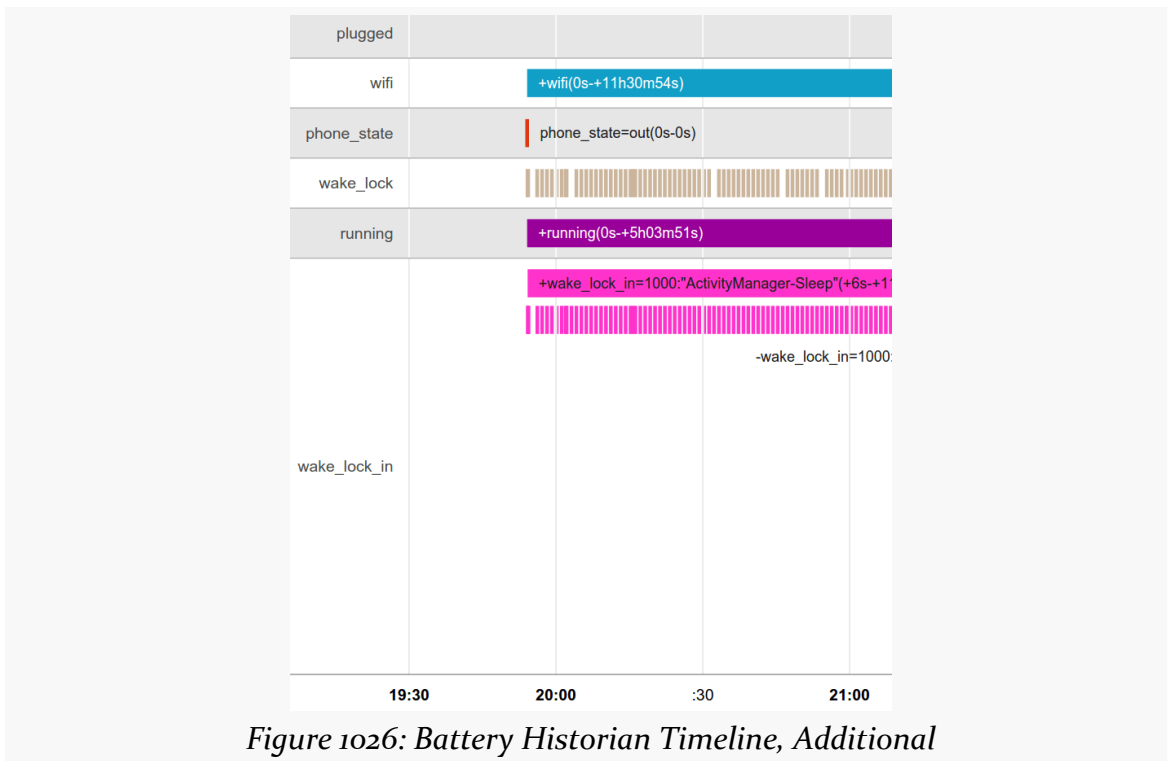 plugged
wifi
+wifi(0s-+11h30m54s)
phone_state
phone_state=out(0s-0s)
wake_lock
running
+running(0s-+5h03m51s)
+wake_lock_in=1000:"ActivityManager-Sleep"(+6s-+11
-wake_lock_in=1000:
wake_lock_in
19:30 20:00 :30 21:00
Figure 1026: Battery Historian Timeline, Additional